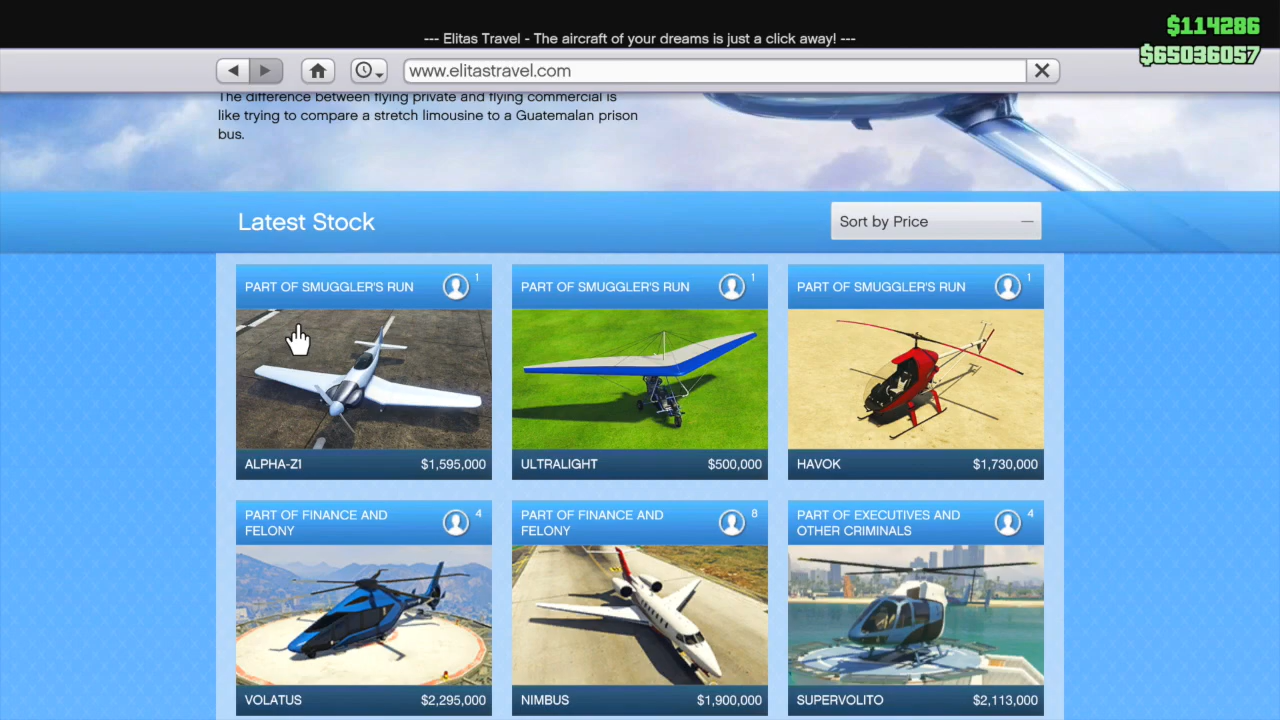 --- Elitas Travel - The aircraft of your dreams is just a click away! ---
$114286
$65036057
www.elitastravel.com
The difference between flying private and flying commercial is
like trying to compare a stretch limousine to a Guatemalan prison
bus.
Latest Stock
Sort by Price
PART OF SMUGGLER'S RUN 1
PART OF SMUGGLER'S RUN 1
PART OF SMUGGLER'S RUN 1
ALPHA-Z1 $1,595,000
ULTRALIGHT $500,000
HAVOK $1,730,000
PART OF FINANCE AND
FELONY
4
PART OF FINANCE AND
FELONY
8
PART OF EXECUTIVES AND
OTHER CRIMINALS
4
VOLATUS $2,295,000
NIMBUS $1,900,000
SUPERVOLITO $2,113,000